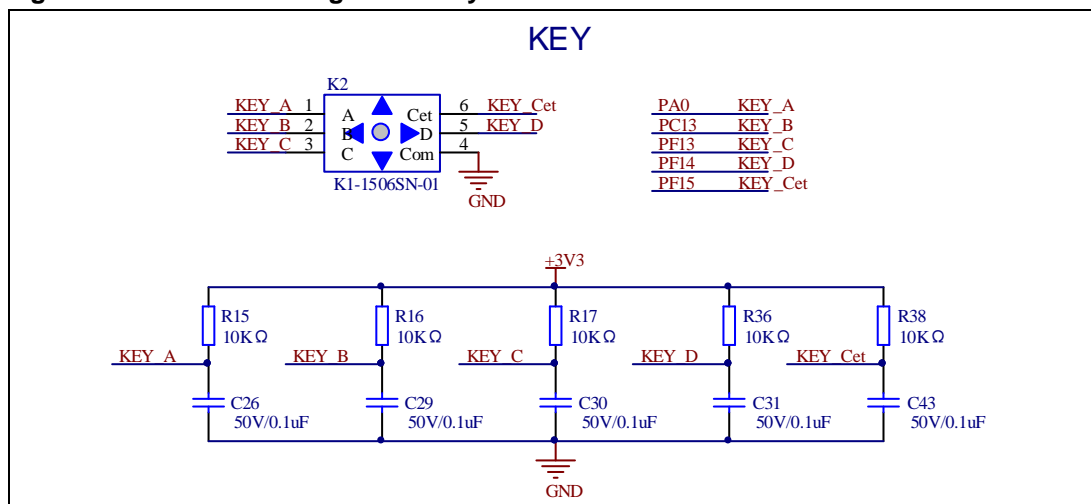 KEY
K2
KEY_A 1 A Cet 6 KEY_Cet
KEY_B 2 B D 5 KEY_D
KEY_C 3 C Com 4
K1-1506SN-01
GND
PA0 KEY_A
PC13 KEY_B
PF13 KEY_C
PF14 KEY_D
PF15 KEY_Cet
+3V3
R15 R16 R17 R36 R38
10KΩ 10KΩ 10KΩ 10KΩ 10KΩ
KEY_A KEY_B KEY_C KEY_D KEY_Cet
C26 C29 C30 C31 C43
50V/0.1uF 50V/0.1uF 50V/0.1uF 50V/0.1uF 50V/0.1uF
GND